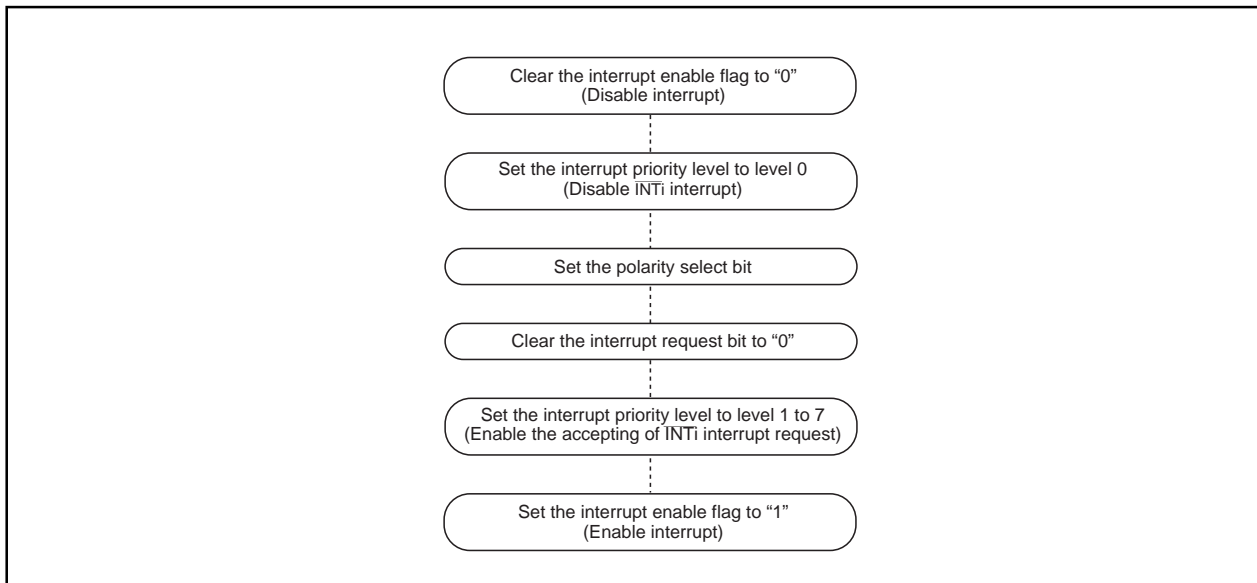 Clear the interrupt enable flag to “0”
(Disable interrupt)
Set the interrupt priority level to level 0
(Disable I̅N̅T̅i interrupt)
Set the polarity select bit
Clear the interrupt request bit to “0”
Set the interrupt priority level to level 1 to 7
(Enable the accepting of I̅N̅T̅i interrupt request)
Set the interrupt enable flag to “1”
(Enable interrupt)